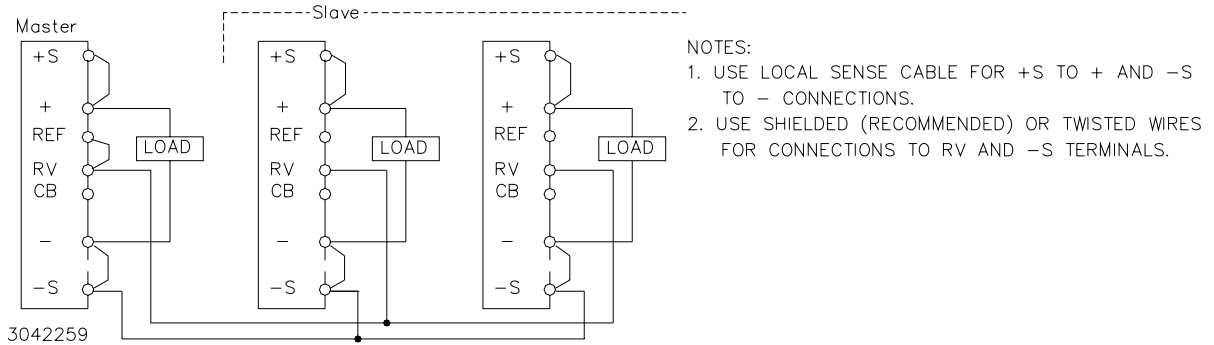 Slave
Master
+S
+
REF
RV
CB
−
−S
LOAD
+S
+
REF
RV
CB
−
−S
LOAD
+S
+
REF
RV
CB
−
−S
LOAD
3042259
NOTES:
1. USE LOCAL SENSE CABLE FOR +S TO + AND −S
TO − CONNECTIONS.
2. USE SHIELDED (RECOMMENDED) OR TWISTED WIRES
FOR CONNECTIONS TO RV AND −S TERMINALS.